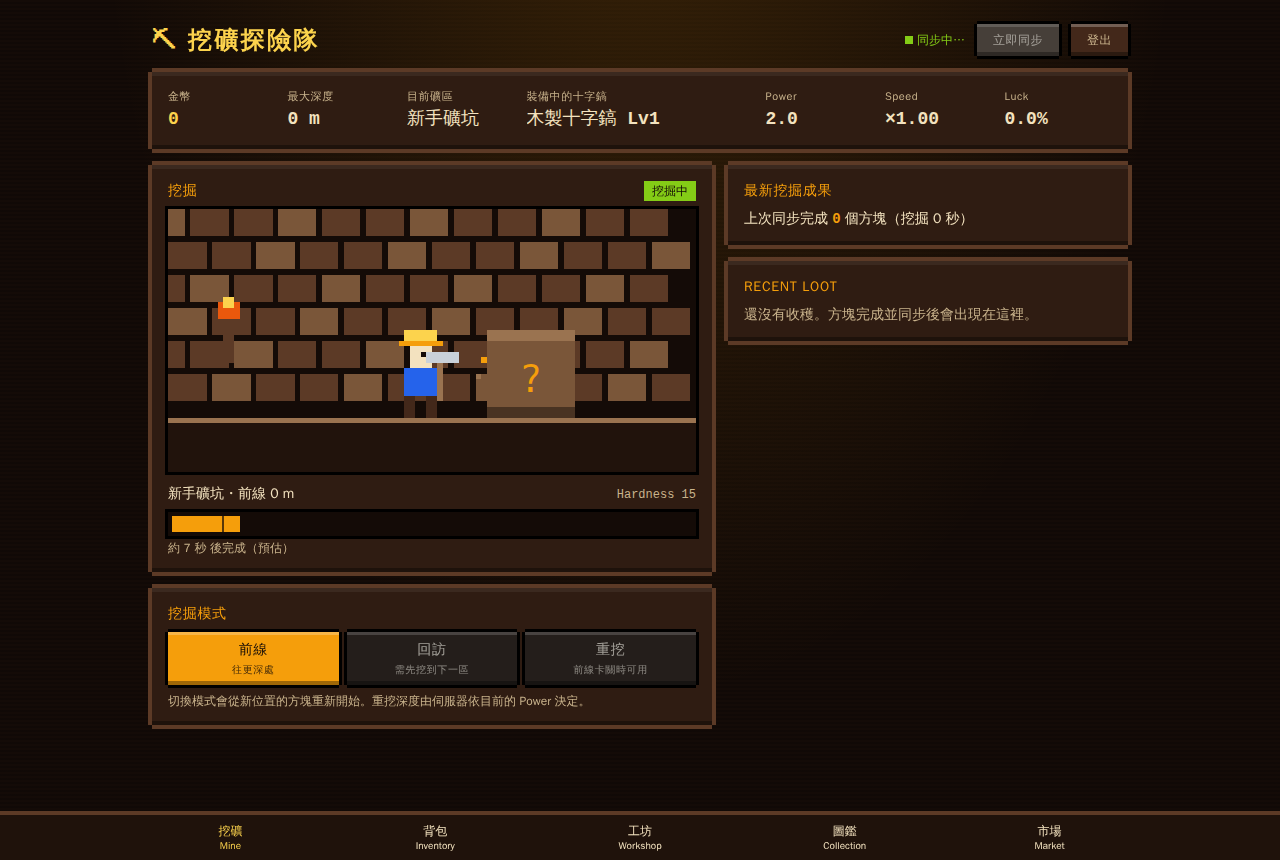 挖礦探險隊
同步中…
立即同步
登出
金幣
0
最大深度
0 m
目前礦區
新手礦坑
裝備中的十字鎬
木製十字鎬 Lv1
Power
2.0
Speed
×1.00
Luck
0.0%
挖掘
挖掘中
?
新手礦坑・前線 0 m
Hardness 15
約 7 秒 後完成（預估）
挖掘模式
前線
往更深處
回訪
需先挖到下一區
重挖
前線卡關時可用
切換模式會從新位置的方塊重新開始。重挖深度由伺服器依目前的 Power 決定。
最新挖掘成果
上次同步完成 0 個方塊（挖掘 0 秒）
RECENT LOOT
還沒有收穫。方塊完成並同步後會出現在這裡。
挖礦
Mine
背包
Inventory
工坊
Workshop
圖鑑
Collection
市場
Market